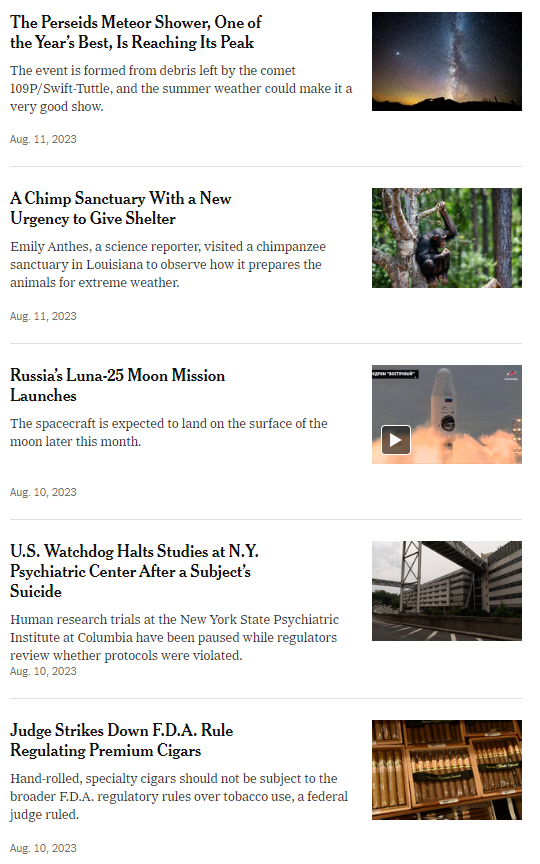 The Perseids Meteor Shower, One of
the Year’s Best, Is Reaching Its Peak
The event is formed from debris left by the comet
109P/Swift-Tuttle, and the summer weather could make it a
very good show.
Aug. 11, 2023
A Chimp Sanctuary With a New
Urgency to Give Shelter
Emily Anthes, a science reporter, visited a chimpanzee
sanctuary in Louisiana to observe how it prepares the
animals for extreme weather.
Aug. 11, 2023
Russia’s Luna-25 Moon Mission
Launches
The spacecraft is expected to land on the surface of the
moon later this month.
Aug. 10, 2023
U.S. Watchdog Halts Studies at N.Y.
Psychiatric Center After a Subject’s
Suicide
Human research trials at the New York State Psychiatric
Institute at Columbia have been paused while regulators
review whether protocols were violated.
Aug. 10, 2023
Judge Strikes Down F.D.A. Rule
Regulating Premium Cigars
Hand-rolled, specialty cigars should not be subject to the
broader F.D.A. regulatory rules over tobacco use, a federal
judge ruled.
Aug. 10, 2023